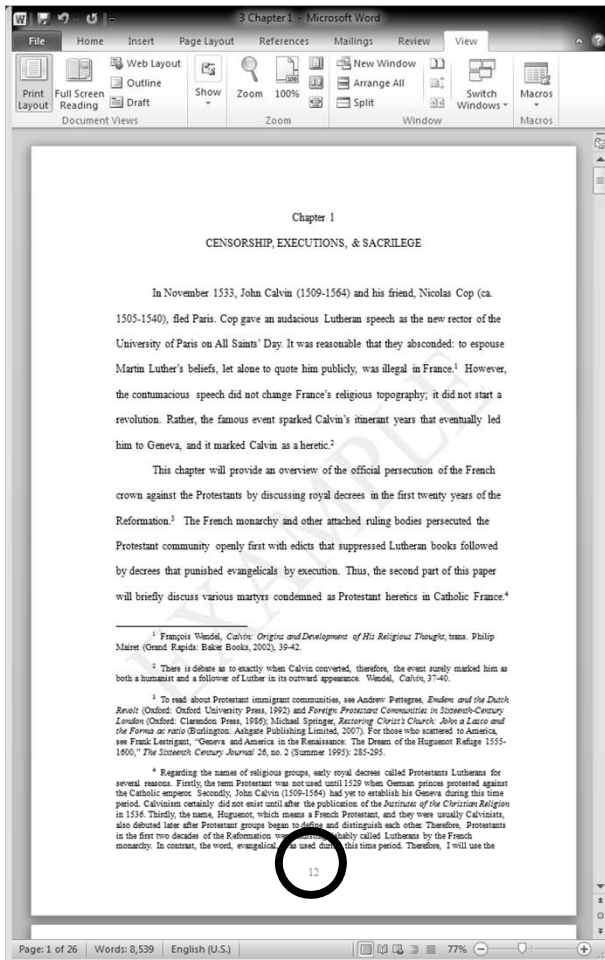 3 Chapter 1 - Microsoft Word
File Home Insert Page Layout References Mailings Review View
Print Layout
Full Screen Reading
Web Layout
Outline
Draft
Document Views
Show
Zoom
100%
Zoom
New Window
Arrange All
Split
Switch Windows
Window
Macros
Macros
Chapter 1
CENSORSHIP, EXECUTIONS, & SACRILEGE
In November 1533, John Calvin (1509-1564) and his friend, Nicolas Cop (ca.
1505-1540), fled Paris. Cop gave an audacious Lutheran speech as the new rector of the
University of Paris on All Saints' Day. It was reasonable that they absconded: to espouse
Martin Luther's beliefs, let alone to quote him publicly, was illegal in France.1 However,
the contumacious speech did not change France's religious topography; it did not start a
revolution. Rather, the famous event sparked Calvin's itinerant years that eventually led
him to Geneva, and it marked Calvin as a heretic.2
This chapter will provide an overview of the official persecution of the French
crown against the Protestants by discussing royal decrees in the first twenty years of the
Reformation.3 The French monarchy and other attached ruling bodies persecuted the
Protestant community openly first with edicts that suppressed Lutheran books followed
by decrees that punished evangelicals by execution. Thus, the second part of this paper
will briefly discuss various martyrs condemned as Protestant heretics in Catholic France.4
EXAMPLE
1 François Wendel, Calvin: Origins and Development of His Religious Thought, trans. Philip
Mairet (Grand Rapids: Baker Books, 2002), 39-42.
2 There is debate as to exactly when Calvin converted, therefore, the event surely marked him as
both a humanist and a follower of Luther in its outward appearance. Wendel, Calvin, 37-40.
3 To read about Protestant immigrant communities, see Andrew Pettegree, Emdem and the Dutch
Revolt (Oxford: Oxford University Press, 1992) and Foreign Protestant Communities in Sixteenth-Century
London (Oxford: Clarendon Press, 1986); Michael Springer, Restoring Christ's Church: John a Lasco and
the Forma ac ratio (Burlington: Ashgate Publishing Limited, 2007). For those who scattered to America,
see Frank Lestrigant, "Geneva and America in the Renaissance: The Dream of the Huguenot Refuge 1555-
1600," The Sixteenth Century Journal 26, no. 2 (Summer 1995): 285-295.
4 Regarding the names of religious groups, early royal decrees called Protestants Lutherans for
several reasons. Firstly, the term Protestant was not used until 1529 when German princes protested against
the Catholic emperor. Secondly, John Calvin (1509-1564) had yet to establish his Geneva during this time
period. Calvinism certainly did not exist until after the publication of the Institutes of the Christian Religion
in 1536. Thirdly, the name, Huguenot, which means a French Protestant, and they were usually Calvinists,
also debuted later after Protestant groups began to define and distinguish each other. Therefore, Protestants
in the first two decades of the Reformation were called Lutherans by the French
monarchy. In contrast, the word, evangelical, was used during this time period. Therefore, I will use the
12
Page: 1 of 26 Words: 8,539 English (U.S.) 77%